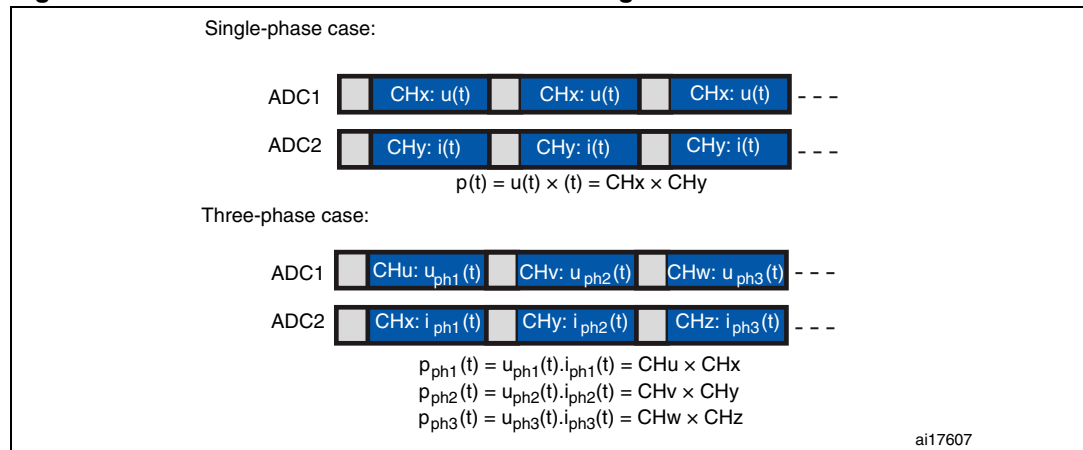 Single-phase case:
ADC1 CHx: u(t) CHx: u(t) CHx: u(t) - - -
ADC2 CHy: i(t) CHy: i(t) CHy: i(t) - - -
p(t) = u(t) × (t) = CHx × CHy
Three-phase case:
ADC1 CHu: uph1(t) CHv: uph2(t) CHw: uph3(t) - - -
ADC2 CHx: iph1(t) CHy: iph2(t) CHz: iph3(t) - - -
pph1(t) = uph1(t).iph1(t) = CHu × CHx
pph2(t) = uph2(t).iph2(t) = CHv × CHy
pph3(t) = uph3(t).iph3(t) = CHw × CHz
ai17607